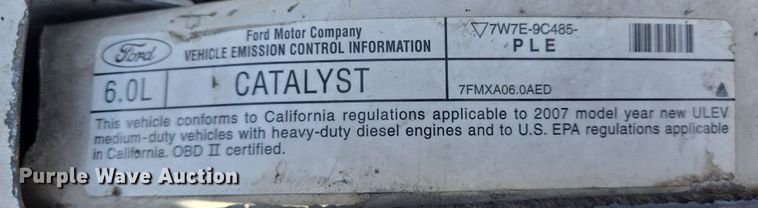 Ford Motor Company
Ford
VEHICLE EMISSION CONTROL INFORMATION
7W7E-9C485-
PLE
6.0L
CATALYST
7FMXA06.0AED
This vehicle conforms to California regulations applicable to 2007 model year new ULEV
medium-duty vehicles with heavy-duty diesel engines and to U.S. EPA regulations applicable
in California. OBD II certified.
Purple Wave Auction